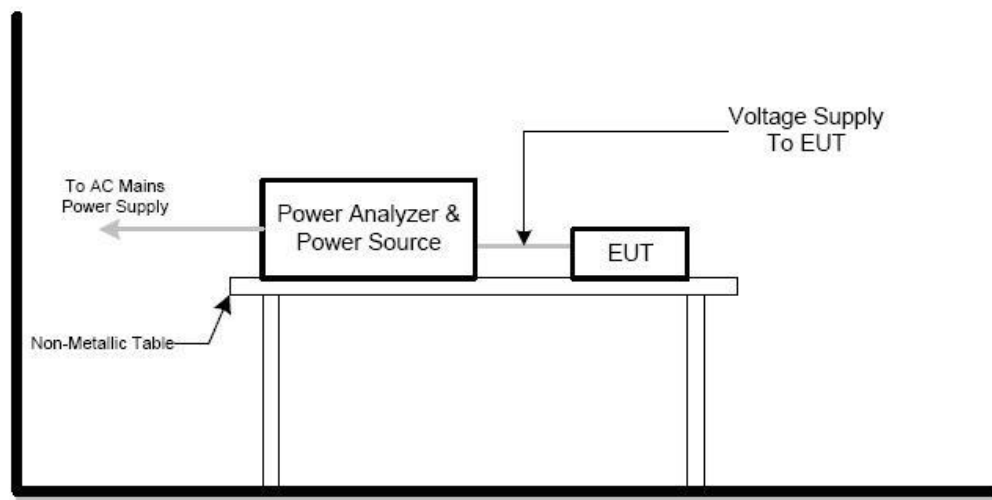 Voltage Supply
To EUT
To AC Mains
Power Supply
Power Analyzer &
Power Source
EUT
Non-Metallic Table